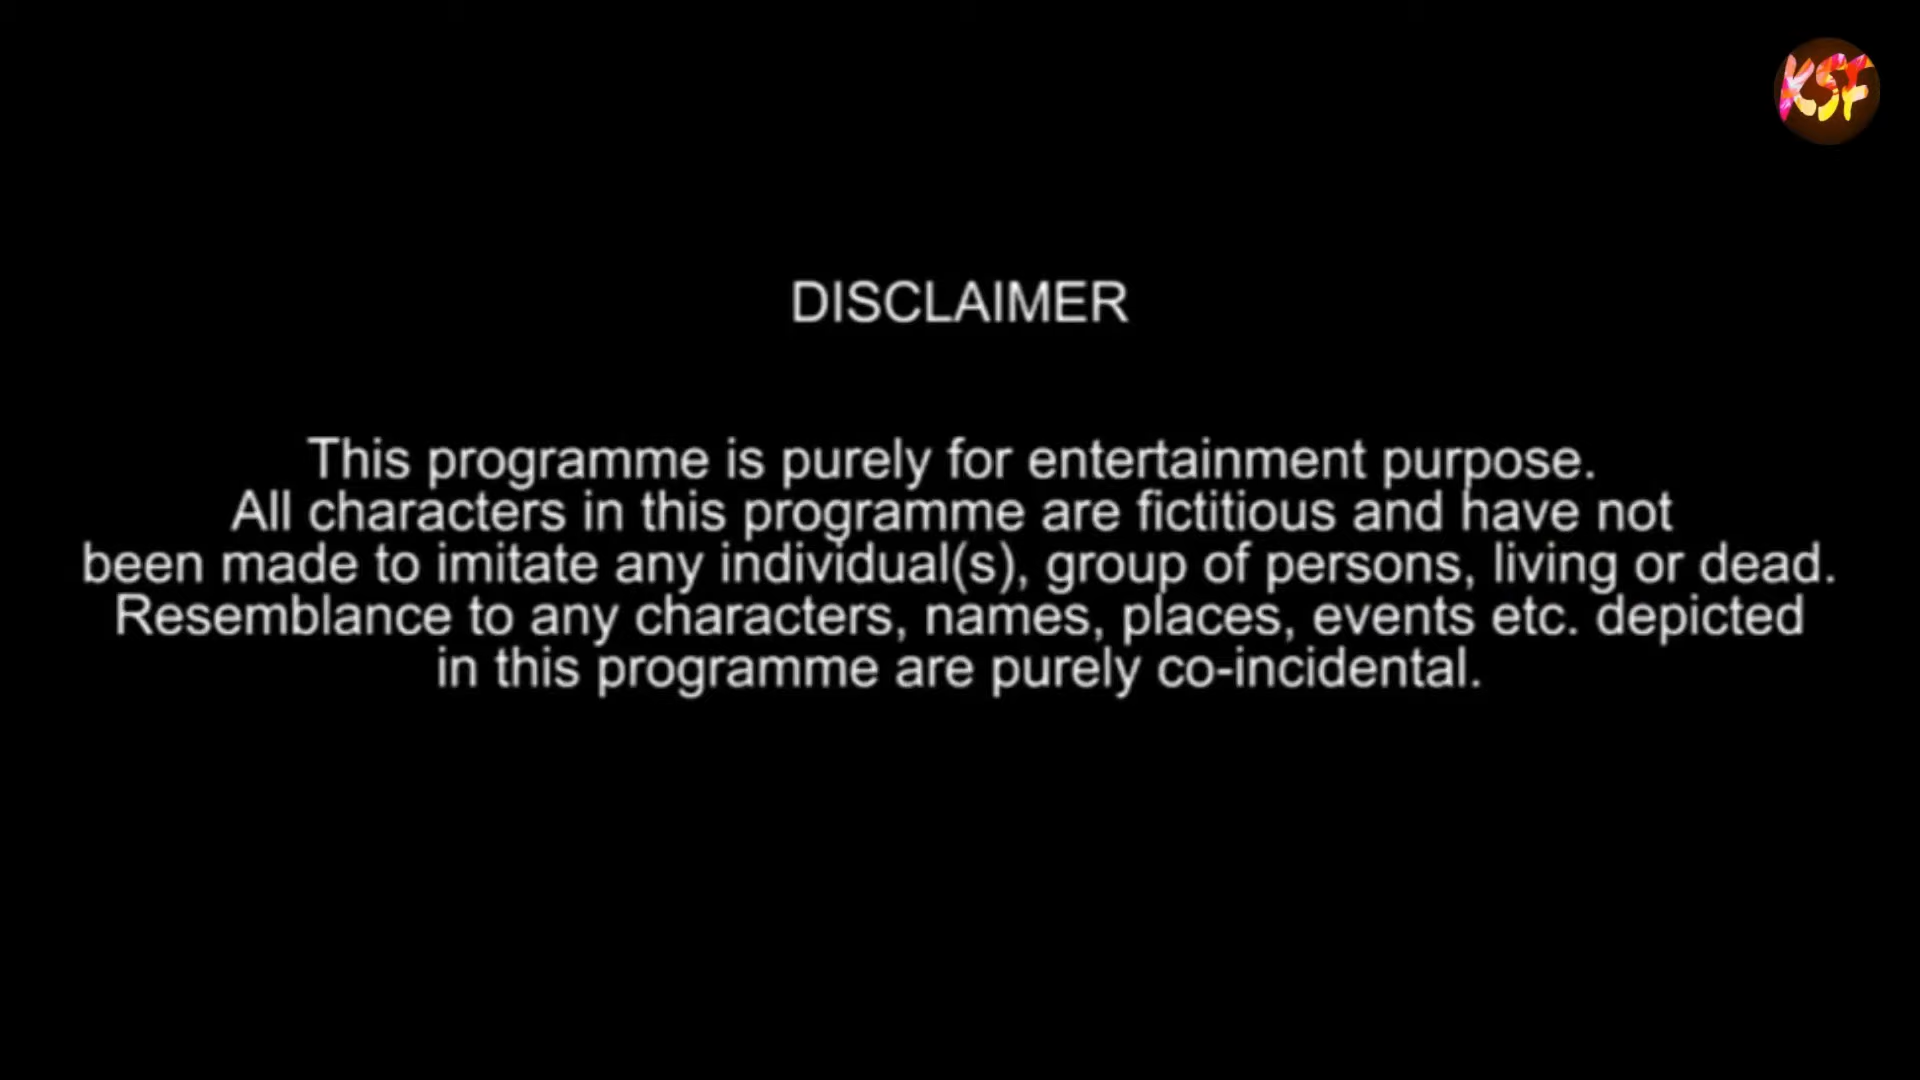 KSF
DISCLAIMER
This programme is purely for entertainment purpose.
All characters in this programme are fictitious and have not
been made to imitate any individual(s), group of persons, living or dead.
Resemblance to any characters, names, places, events etc. depicted
in this programme are purely co-incidental.